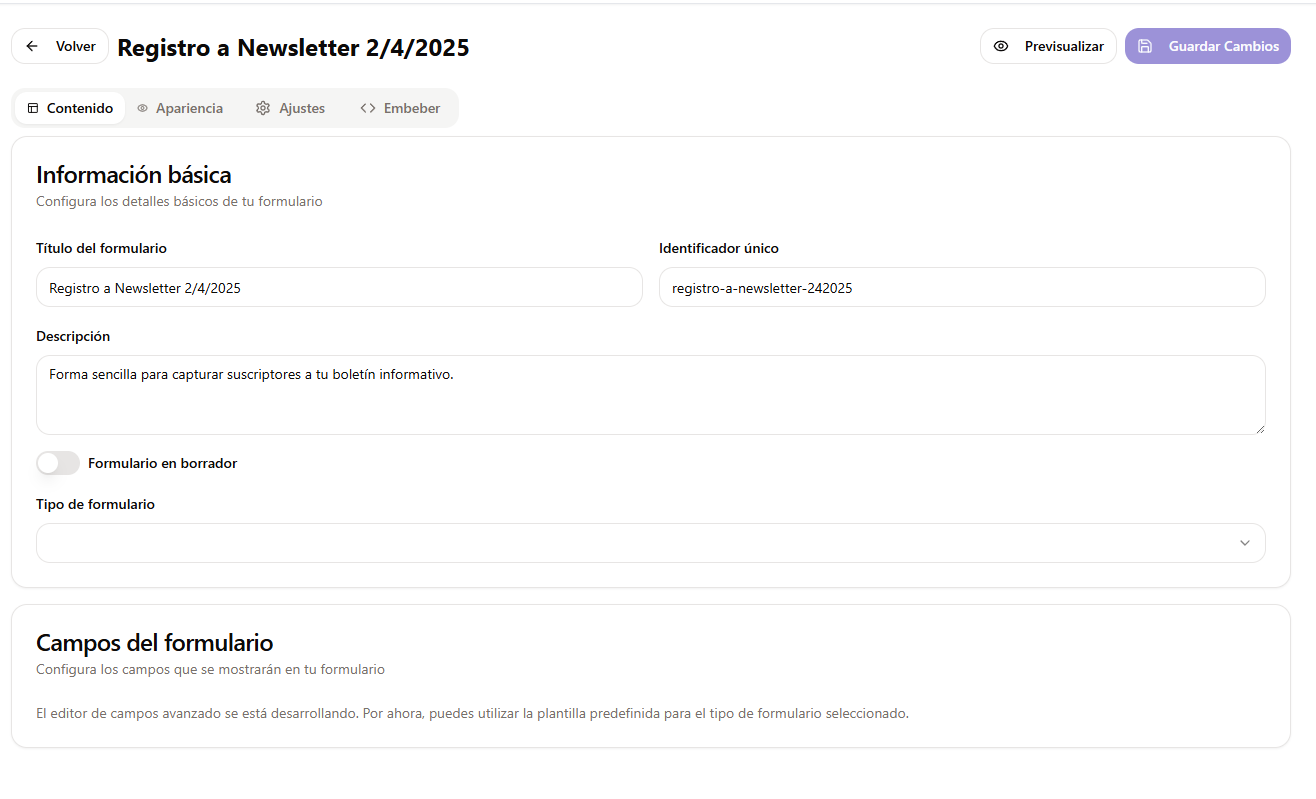 Volver
Registro a Newsletter 2/4/2025
Previsualizar
Guardar Cambios
Contenido
Apariencia
Ajustes
Embeber
Información básica
Configura los detalles básicos de tu formulario
Título del formulario
Identificador único
Registro a Newsletter 2/4/2025
registro-a-newsletter-242025
Descripción
Forma sencilla para capturar suscriptores a tu boletín informativo.
Formulario en borrador
Tipo de formulario
Campos del formulario
Configura los campos que se mostrarán en tu formulario
El editor de campos avanzado se está desarrollando. Por ahora, puedes utilizar la plantilla predefinida para el tipo de formulario seleccionado.